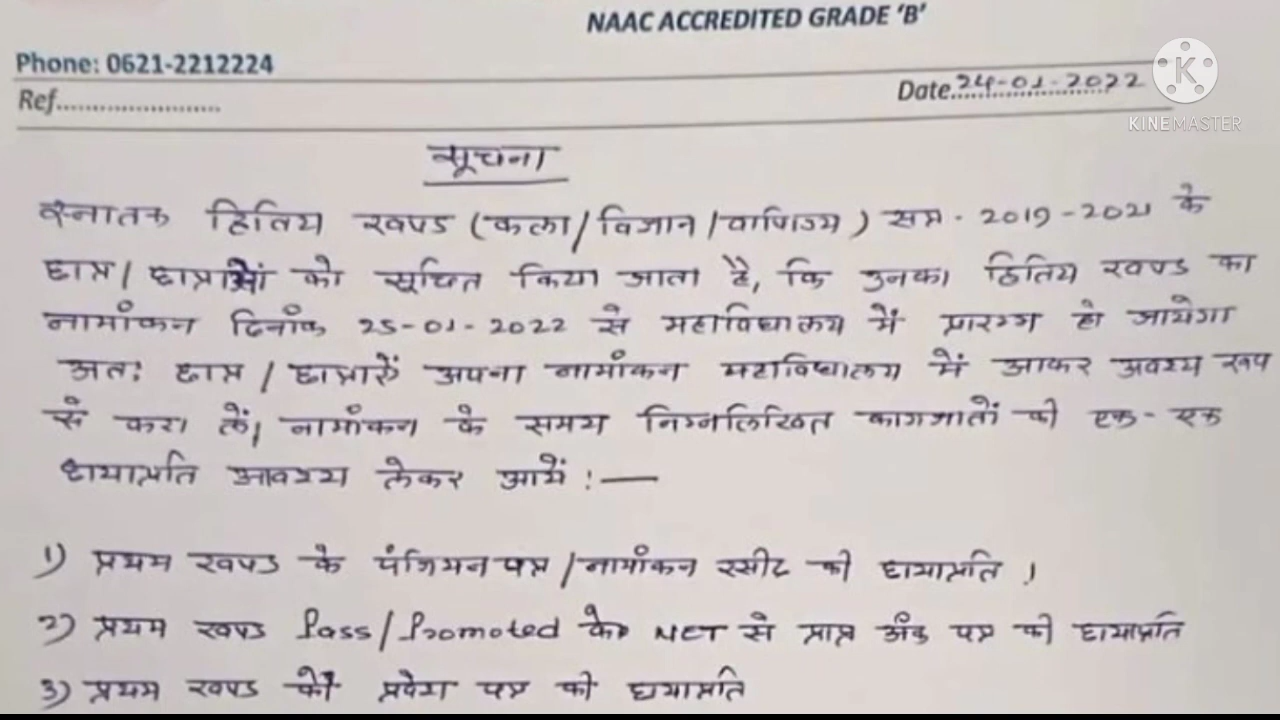 NAAC ACCREDITED GRADE 'B'
Phone: 0621-2212224
Ref.......................
Date..24-01-2022
K
KINEMASTER
सूचना
स्नातक द्वितिय खण्ड (कला/विज्ञान/वाणिज्य) सत्र - 2019-2021 के
छात्र/छात्राओं को सूचित किया जाता है, कि उनका द्वितिय खण्ड का
नामांकन दिनांक 25-01-2022 से महाविद्यालय में प्रारम्भ हो जायेगा
अतः छात्र / छात्राएँ अपना नामांकन महाविद्यालय में आकर अवश्य रूप
से करा लें, नामांकन के समय निम्नलिखित कागजातों की एक-एक
छायाप्रति आवश्य लेकर आयें :—
1) प्रथम खण्ड के पंजियन पत्र/नामांकन रसीद की छायाप्रति ।
2) प्रथम खण्ड Pass/Promoted के NET से प्राप्त अंक पत्र की छायाप्रति
3) प्रथम खण्ड की प्रवेश पत्र की छायाप्रति